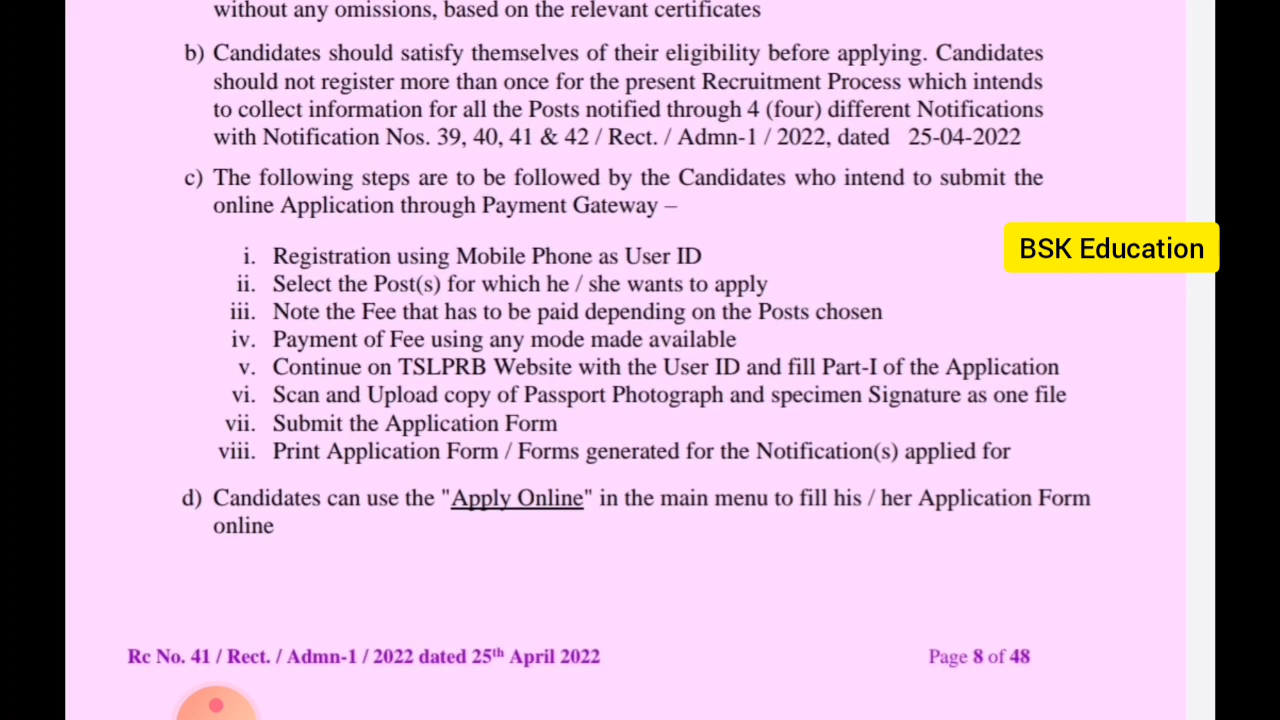 without any omissions, based on the relevant certificates
b) Candidates should satisfy themselves of their eligibility before applying. Candidates
should not register more than once for the present Recruitment Process which intends
to collect information for all the Posts notified through 4 (four) different Notifications
with Notification Nos. 39, 40, 41 & 42 / Rect. / Admn-1 / 2022, dated 25-04-2022
c) The following steps are to be followed by the Candidates who intend to submit the
online Application through Payment Gateway –
BSK Education
i. Registration using Mobile Phone as User ID
ii. Select the Post(s) for which he / she wants to apply
iii. Note the Fee that has to be paid depending on the Posts chosen
iv. Payment of Fee using any mode made available
v. Continue on TSLPRB Website with the User ID and fill Part-I of the Application
vi. Scan and Upload copy of Passport Photograph and specimen Signature as one file
vii. Submit the Application Form
viii. Print Application Form / Forms generated for the Notification(s) applied for
d) Candidates can use the "Apply Online" in the main menu to fill his / her Application Form
online
Rc No. 41 / Rect. / Admn-1 / 2022 dated 25th April 2022 Page 8 of 48